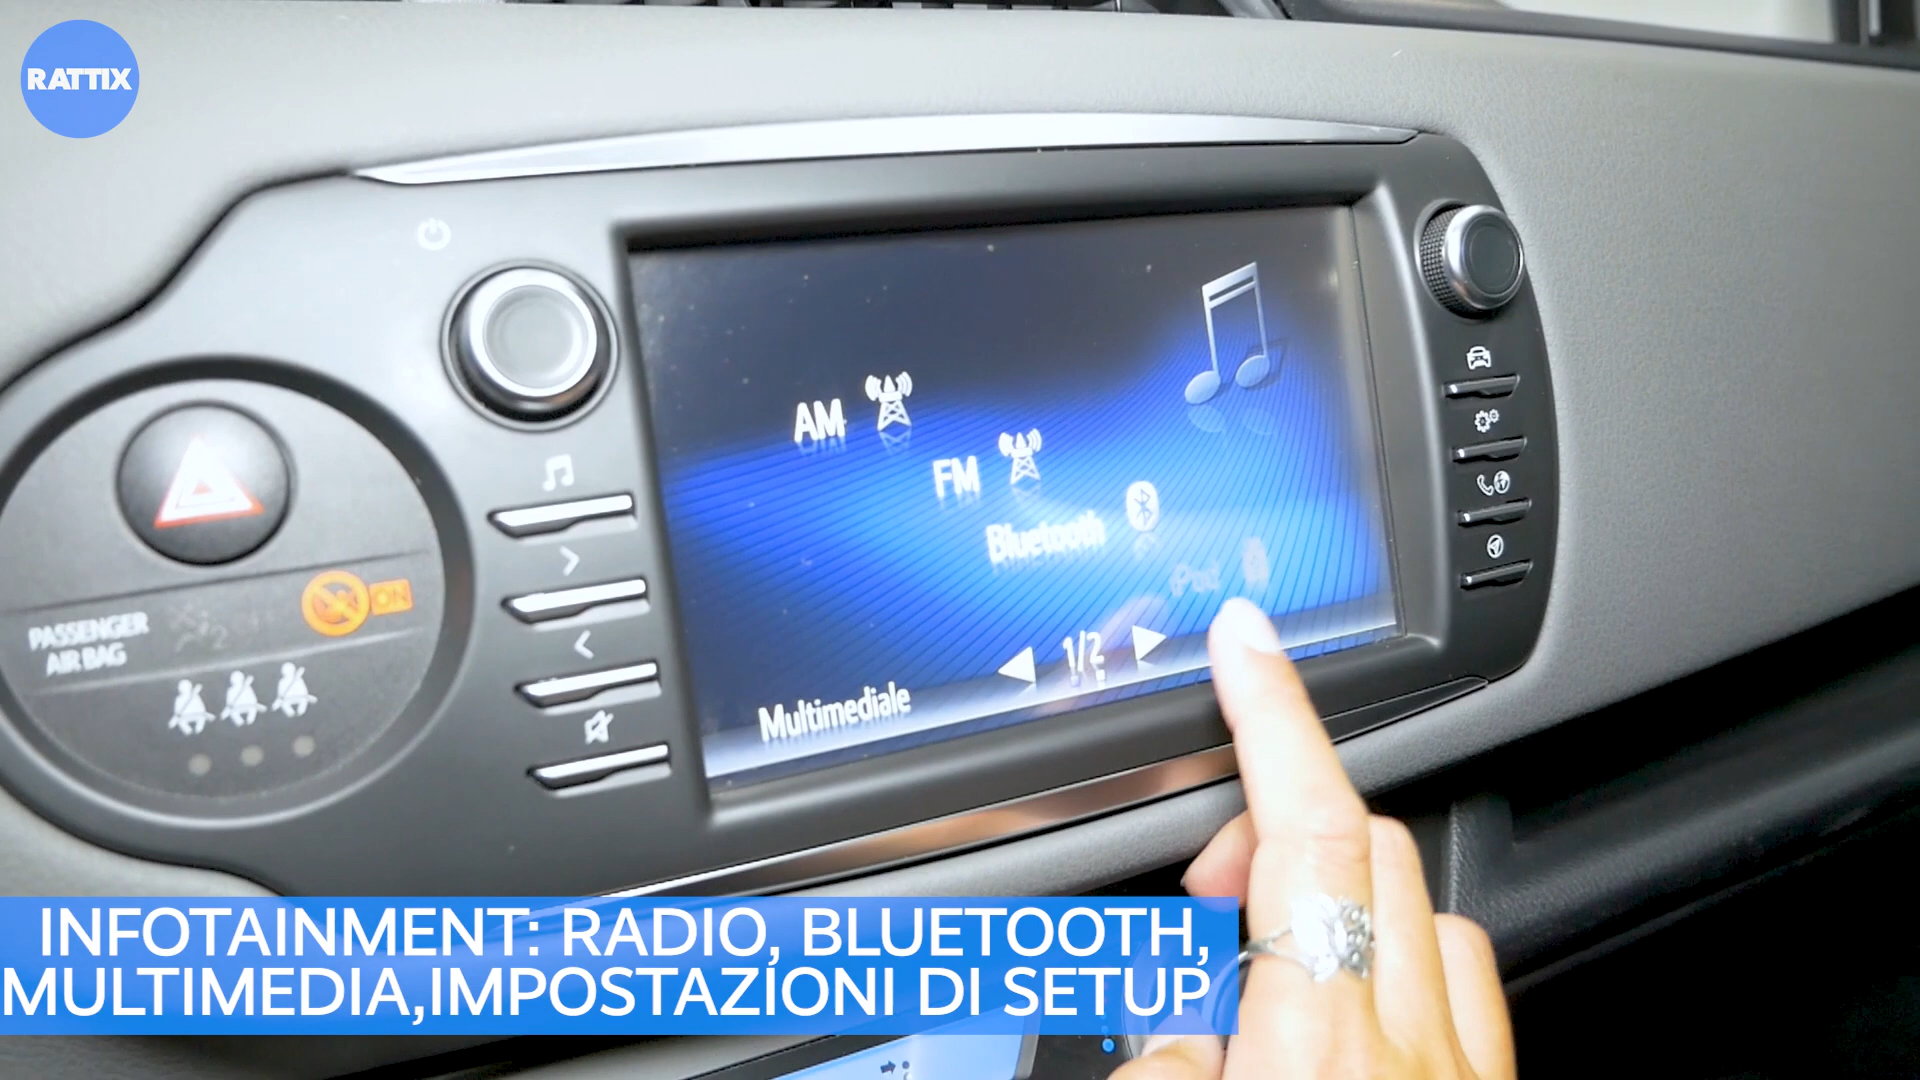 RATTIX
AM
FM
Bluetooth
iPod
1/2
Multimediale
PASSENGER
AIR BAG
ON
INFOTAINMENT: RADIO, BLUETOOTH,
MULTIMEDIA,IMPOSTAZIONI DI SETUP